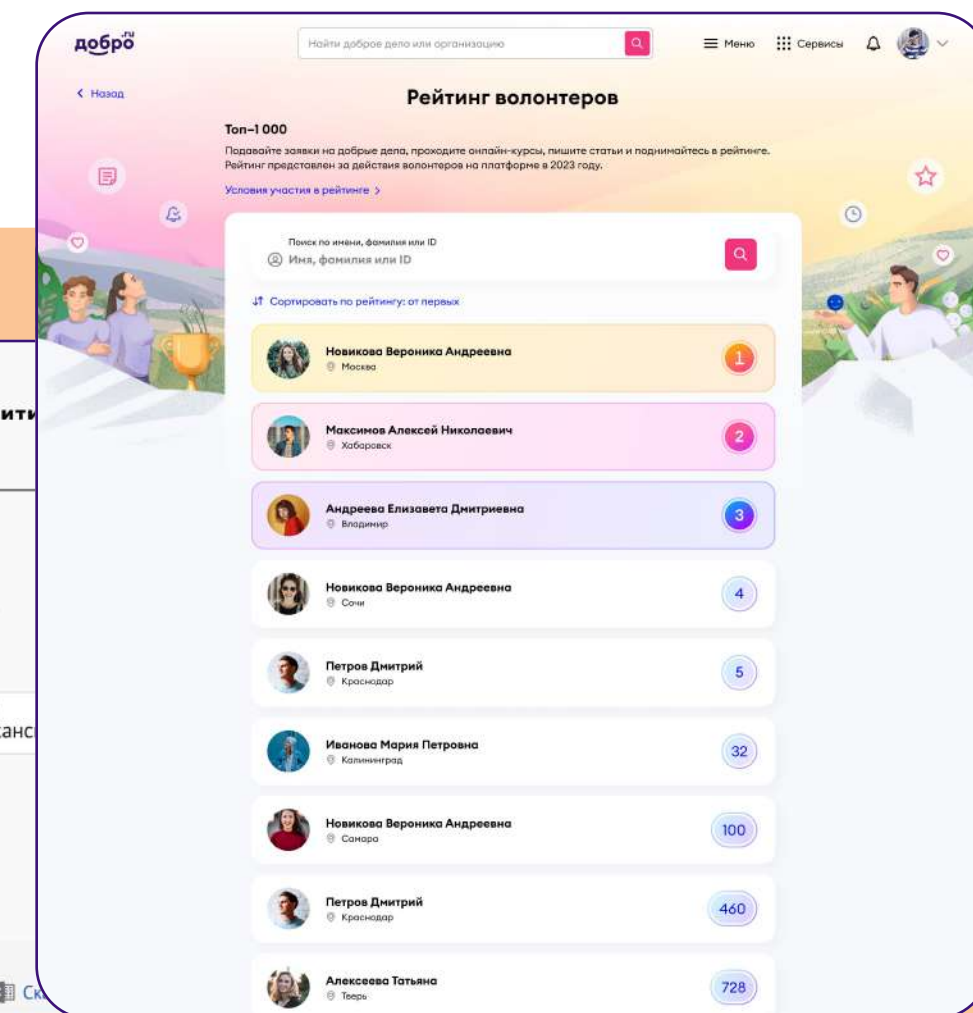 добро.ru
Найти доброе дело или организацию
Меню
Сервисы
Назад
Рейтинг волонтеров
Топ-1 000
Подавайте заявки на добрые дела, проходите онлайн-курсы, пишите статьи и поднимайтесь в рейтинге.
Рейтинг представлен за действия волонтеров на платформе в 2023 году.
Условия участия в рейтинге >
Поиск по имени, фамилия или ID
Имя, фамилия или ID
Сортировать по рейтингу: от первых
Новикова Вероника Андреевна
Москва
1
Максимов Алексей Николаевич
Хабаровск
2
Андреева Елизавета Дмитриевна
Владимир
3
Новикова Вероника Андреевна
Сочи
4
Петров Дмитрий
Краснодар
5
Иванова Мария Петровна
Калининград
32
Новикова Вероника Андреевна
Самара
100
Петров Дмитрий
Краснодар
460
Алексеева Татьяна
Тверь
728